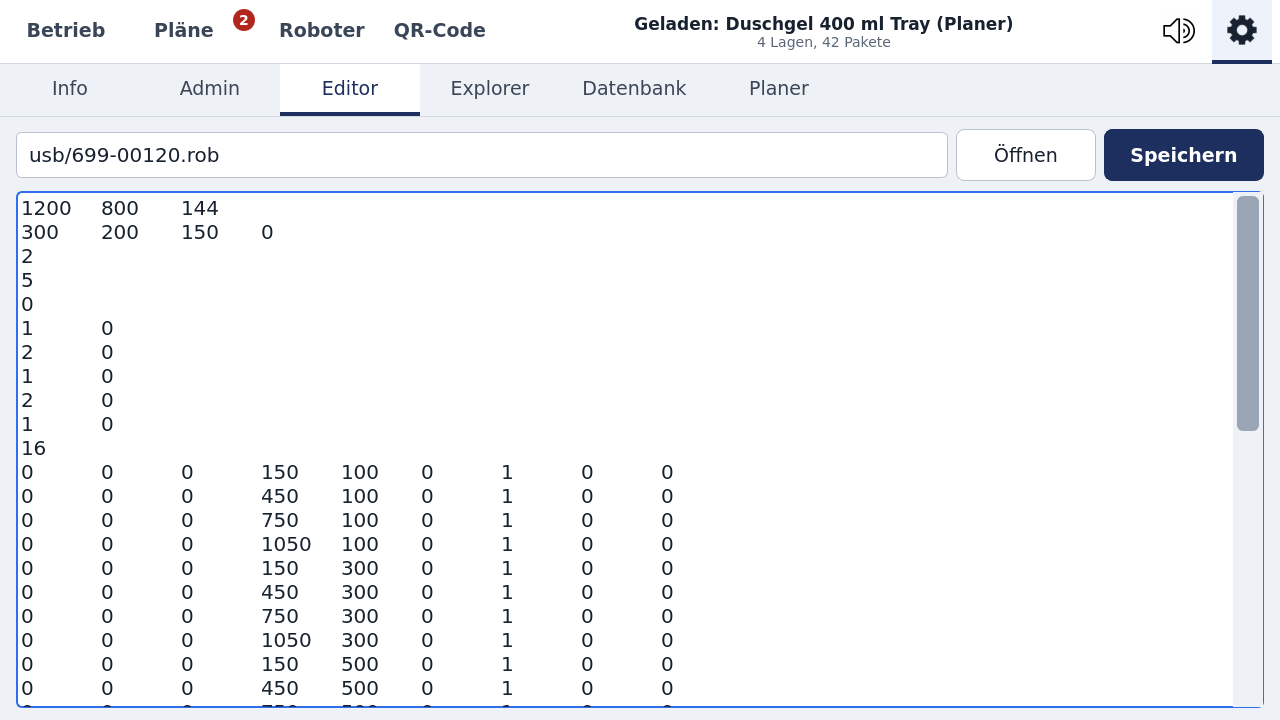 Betrieb Pläne 2 Roboter QR-Code
Geladen: Duschgel 400 ml Tray (Planer)
4 Lagen, 42 Pakete
Info Admin Editor Explorer Datenbank Planer
usb/699-00120.rob Öffnen Speichern
1200 800 144
300 200 150 0
2
5
0
1 0
2 0
1 0
2 0
1 0
16
0 0 0 150 100 0 1 0 0
0 0 0 450 100 0 1 0 0
0 0 0 750 100 0 1 0 0
0 0 0 1050 100 0 1 0 0
0 0 0 150 300 0 1 0 0
0 0 0 450 300 0 1 0 0
0 0 0 750 300 0 1 0 0
0 0 0 1050 300 0 1 0 0
0 0 0 150 500 0 1 0 0
0 0 0 450 500 0 1 0 0